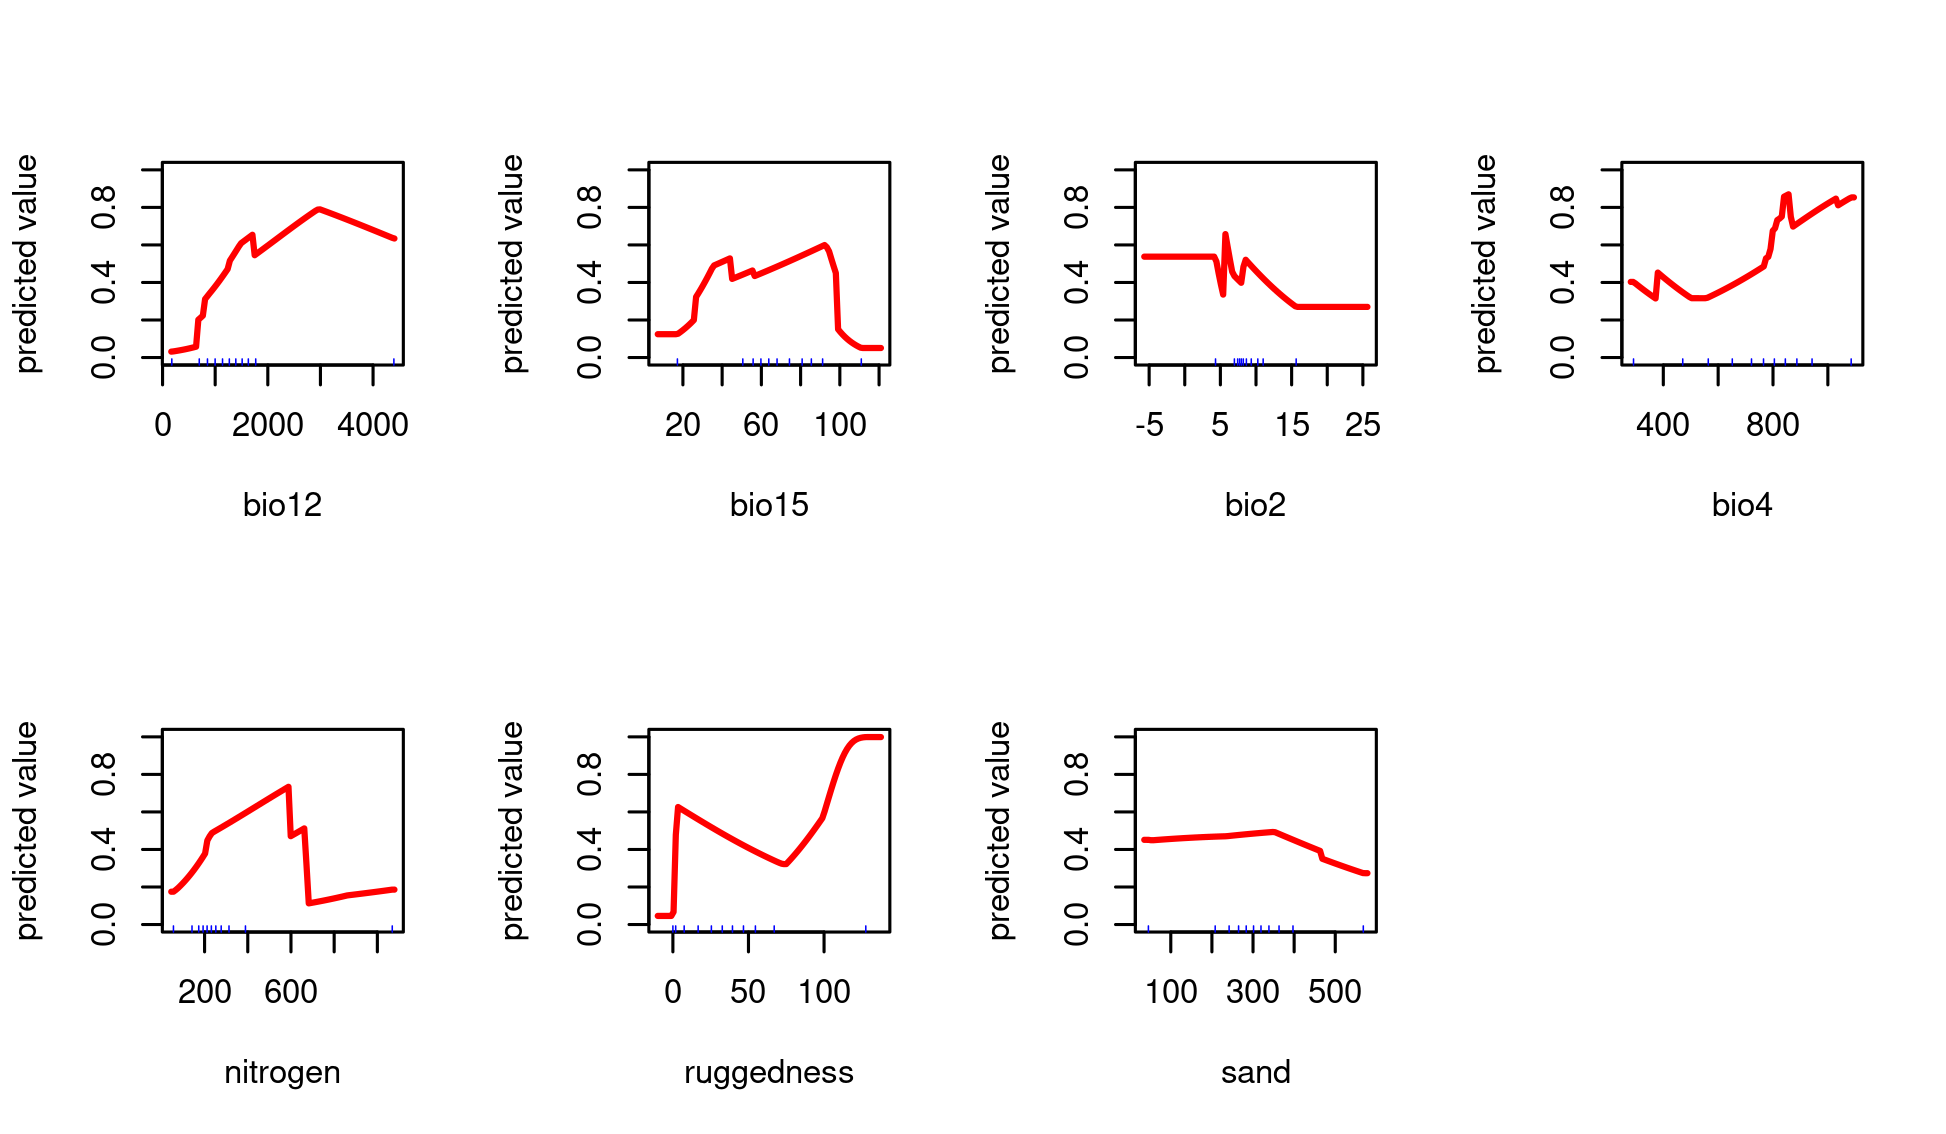 predicted value
0.0 0.4 0.8
0 2000 4000
bio12
predicted value
0.0 0.4 0.8
20 60 100
bio15
predicted value
0.0 0.4 0.8
-5 5 15 25
bio2
predicted value
0.0 0.4 0.8
400 800
bio4
predicted value
0.0 0.4 0.8
200 600
nitrogen
predicted value
0.0 0.4 0.8
0 50 100
ruggedness
predicted value
0.0 0.4 0.8
100 300 500
sand